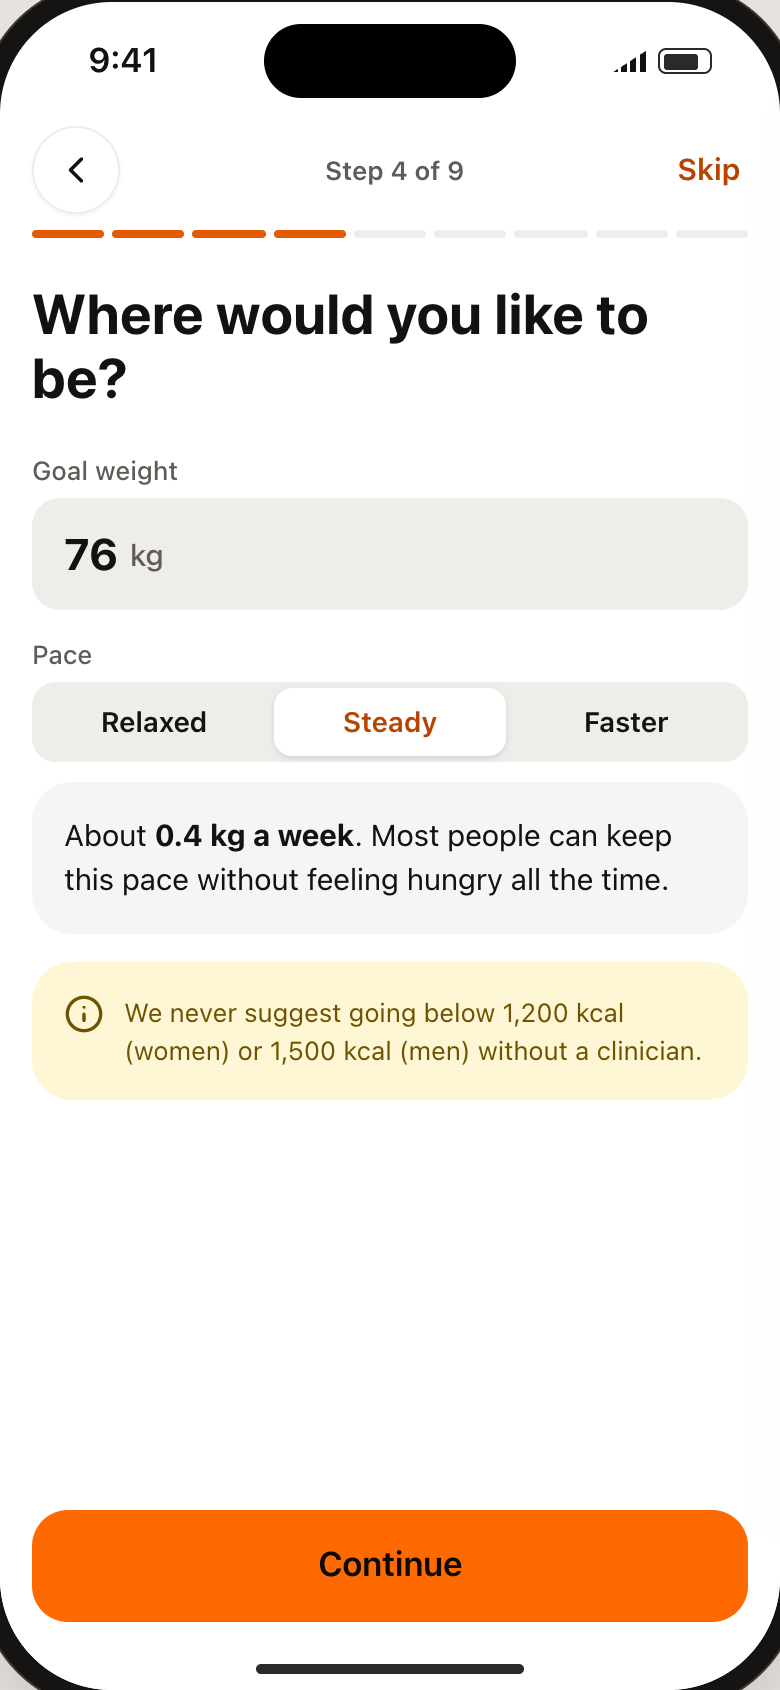 9:41
Step 4 of 9
Skip
Where would you like to
be?
Goal weight
76 kg
Pace
Relaxed
Steady
Faster
About 0.4 kg a week. Most people can keep
this pace without feeling hungry all the time.
We never suggest going below 1,200 kcal
(women) or 1,500 kcal (men) without a clinician.
Continue